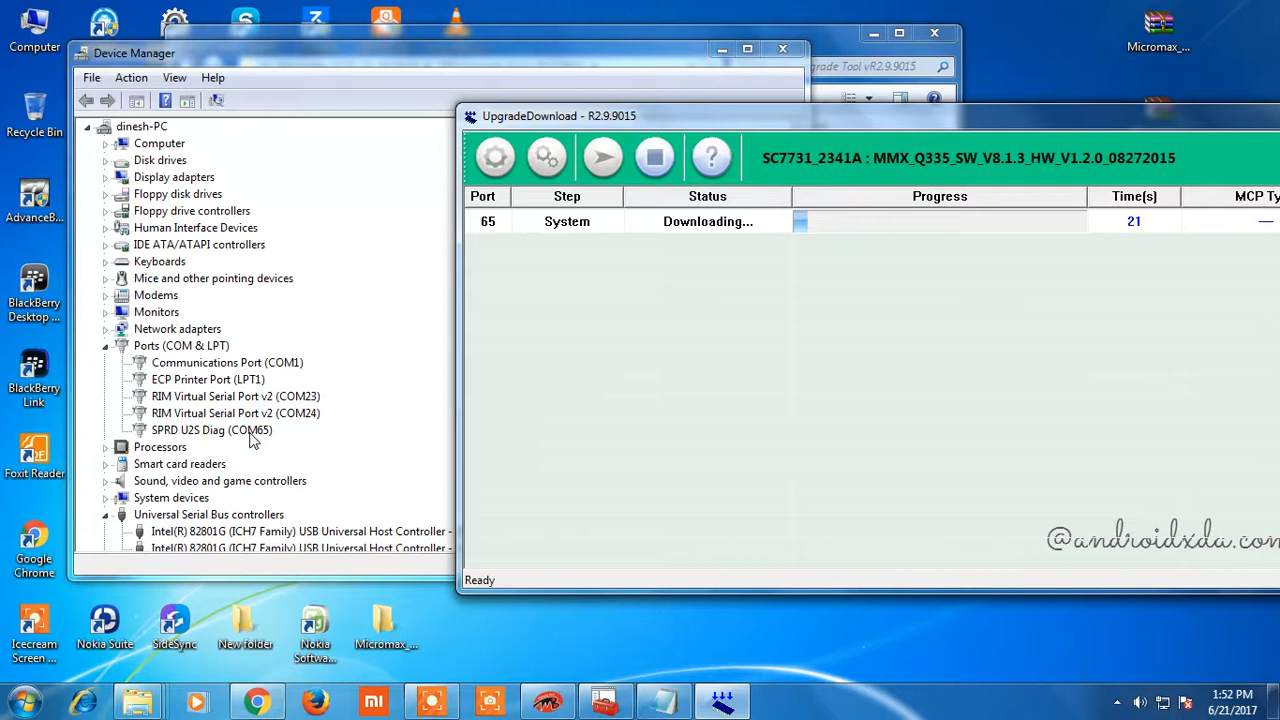 Computer
Recycle Bin
AdvanceB...
BlackBerry
Desktop ...
BlackBerry
Link
Foxit Reader
Google
Chrome
Icecream
Screen ...
Nokia Suite
SideSync
New folder
Nokia
Softwa...
Micromax_...
Micromax_...
grade Tool vR2.9.9015
Device Manager
File
Action
View
Help
dinesh-PC
Computer
Disk drives
Display adapters
Floppy disk drives
Floppy drive controllers
Human Interface Devices
IDE ATA/ATAPI controllers
Keyboards
Mice and other pointing devices
Modems
Monitors
Network adapters
Ports (COM & LPT)
Communications Port (COM1)
ECP Printer Port (LPT1)
RIM Virtual Serial Port v2 (COM23)
RIM Virtual Serial Port v2 (COM24)
SPRD U2S Diag (COM65)
Processors
Smart card readers
Sound, video and game controllers
System devices
Universal Serial Bus controllers
Intel(R) 82801G (ICH7 Family) USB Universal Host Controller -
Intel(R) 82801G (ICH7 Family) USB Universal Host Controller -
UpgradeDownload - R2.9.9015
SC7731_2341A : MMX_Q335_SW_V8.1.3_HW_V1.2.0_08272015
Port Step Status Progress Time(s) MCP Ty
65 System Downloading... 21 —
@androidxda.com
Ready
1:52 PM
6/21/2017